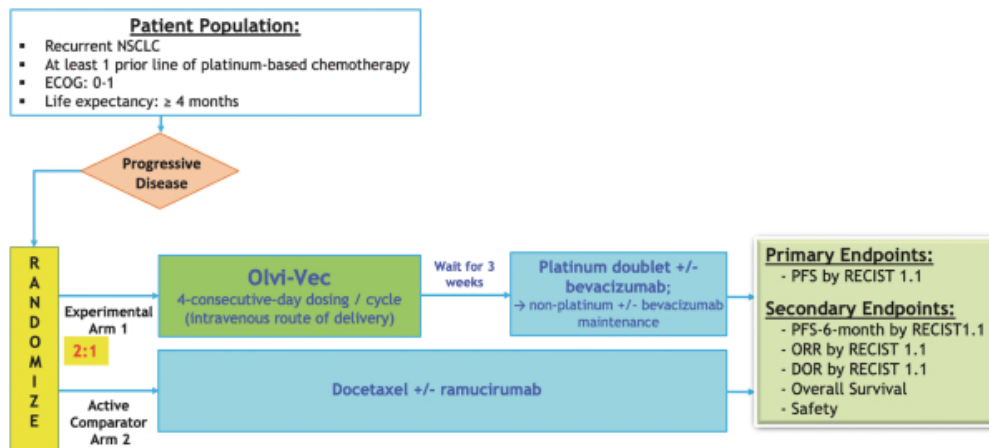 Patient Population:
▪ Recurrent NSCLC
▪ At least 1 prior line of platinum-based chemotherapy
▪ ECOG: 0-1
▪ Life expectancy: ≥ 4 months
Progressive
Disease
RANDOMIZE
Experimental
Arm 1
2:1
Active
Comparator
Arm 2
Olvi-Vec
4-consecutive-day dosing / cycle
(intravenous route of delivery)
Wait for 3
weeks
Platinum doublet +/-
bevacizumab;
→ non-platinum +/- bevacizumab
maintenance
Docetaxel +/- ramucirumab
Primary Endpoints:
- PFS by RECIST 1.1
Secondary Endpoints:
- PFS-6-month by RECIST1.1
- ORR by RECIST 1.1
- DOR by RECIST 1.1
- Overall Survival
- Safety